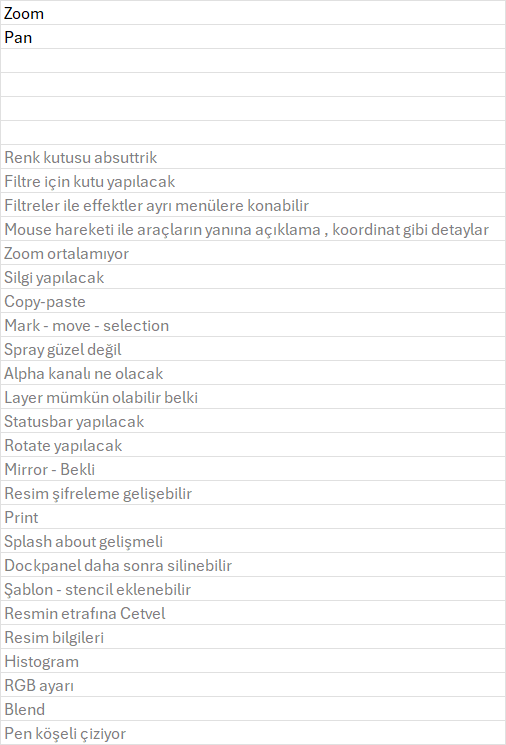 Zoom
Pan
Renk kutusu absuttrik
Filtre için kutu yapılacak
Filtreler ile effektler ayrı menülere konabilir
Mouse hareketi ile araçların yanına açıklama , koordinat gibi detaylar
Zoom ortalamıyor
Silgi yapılacak
Copy-paste
Mark - move - selection
Spray güzel değil
Alpha kanalı ne olacak
Layer mümkün olabilir belki
Statusbar yapılacak
Rotate yapılacak
Mirror - Bekli
Resim şifreleme gelişebilir
Print
Splash about gelişmeli
Dockpanel daha sonra silinebilir
Şablon - stencil eklenebilir
Resmin etrafına Cetvel
Resim bilgileri
Histogram
RGB ayarı
Blend
Pen köşeli çiziyor